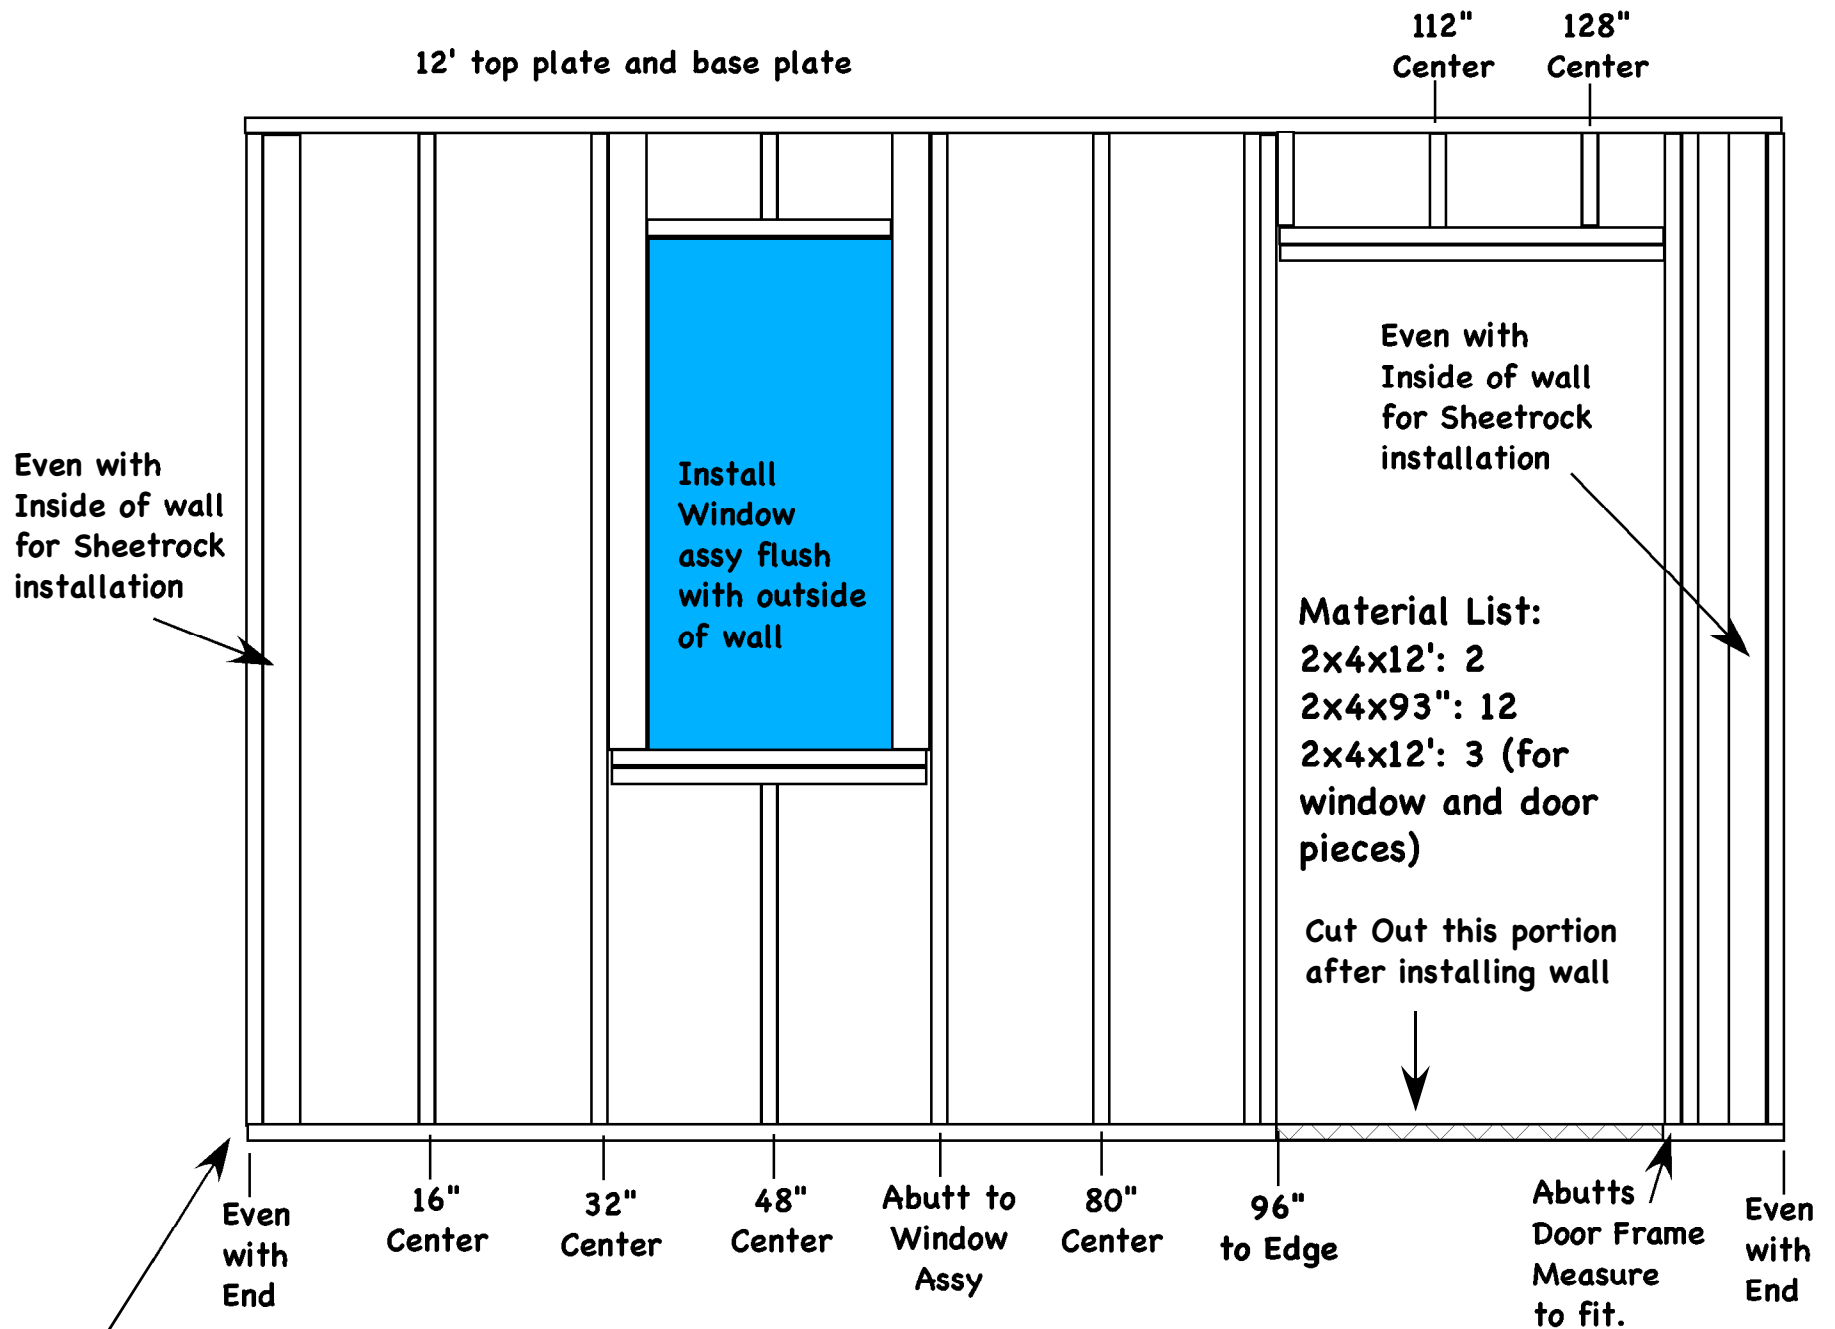 12' top plate and base plate
112"
Center
128"
Center
Even with
Inside of wall
for Sheetrock
installation
Install
Window
assy flush
with outside
of wall
Even with
Inside of wall
for Sheetrock
installation
Material List:
2x4x12': 2
2x4x93": 12
2x4x12': 3 (for
window and door
pieces)
Cut Out this portion
after installing wall
Even
with
End
16"
Center
32"
Center
48"
Center
Abutt to
Window
Assy
80"
Center
96"
to Edge
Abutts
Door Frame
Measure
to fit.
Even
with
End